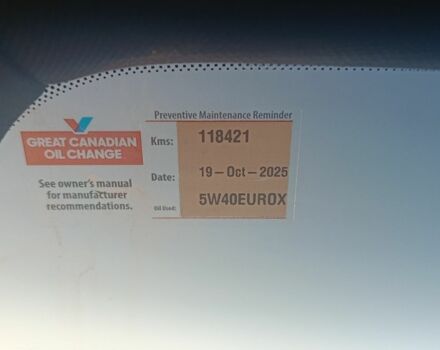 Preventive Maintenance Reminder
GREAT CANADIAN
OIL CHANGE
See owner's manual
for manufacturer
recommendations.
Kms: 118421
Date: 19-Oct-2025
Oil Used: 5W40EUROX